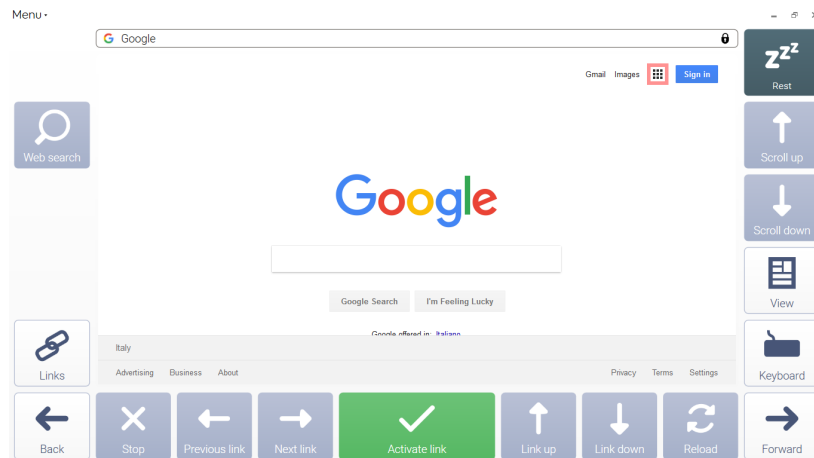 Menu
Google
zzz
Rest
Gmail Images Sign in
Web search
Scroll up
Google
Scroll down
Google Search I'm Feeling Lucky
View
Google offered in: Italiano
Italy
Links
Advertising Business About Privacy Terms Settings
Keyboard
Back Stop Previous link Next link Activate link Link up Link down Reload Forward